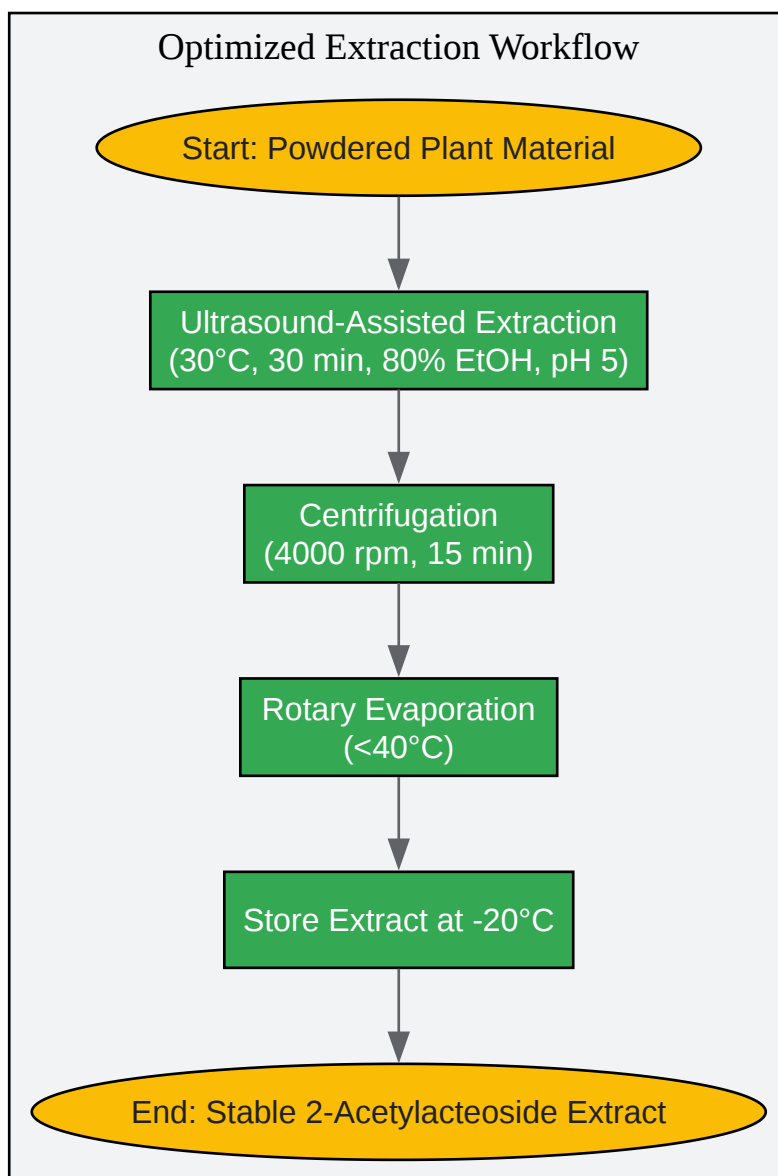 Optimized Extraction Workflow
Start: Powdered Plant Material
Ultrasound-Assisted Extraction
(30°C, 30 min, 80% EtOH, pH 5)
Centrifugation
(4000 rpm, 15 min)
Rotary Evaporation
(<40°C)
Store Extract at -20°C
End: Stable 2-Acetylacteoside Extract